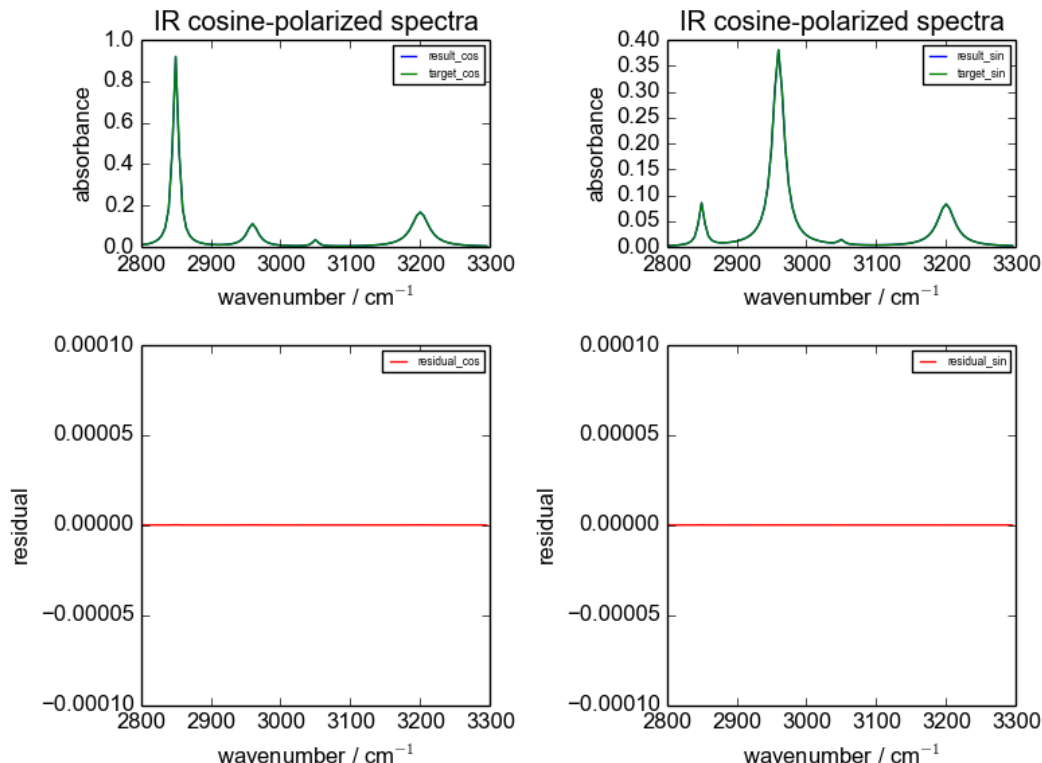 IR cosine-polarized spectra
1.0
0.8
0.6
0.4
0.2
0.0
absorbance
result_cos
target_cos
2800 2900 3000 3100 3200 3300
wavenumber / cm⁻¹
IR cosine-polarized spectra
0.40
0.35
0.30
0.25
0.20
0.15
0.10
0.05
0.00
absorbance
result_sin
target_sin
2800 2900 3000 3100 3200 3300
wavenumber / cm⁻¹
0.00010
0.00005
0.00000
−0.00005
−0.00010
residual
residual_cos
2800 2900 3000 3100 3200 3300
wavenumber / cm⁻¹
0.00010
0.00005
0.00000
−0.00005
−0.00010
residual
residual_sin
2800 2900 3000 3100 3200 3300
wavenumber / cm⁻¹